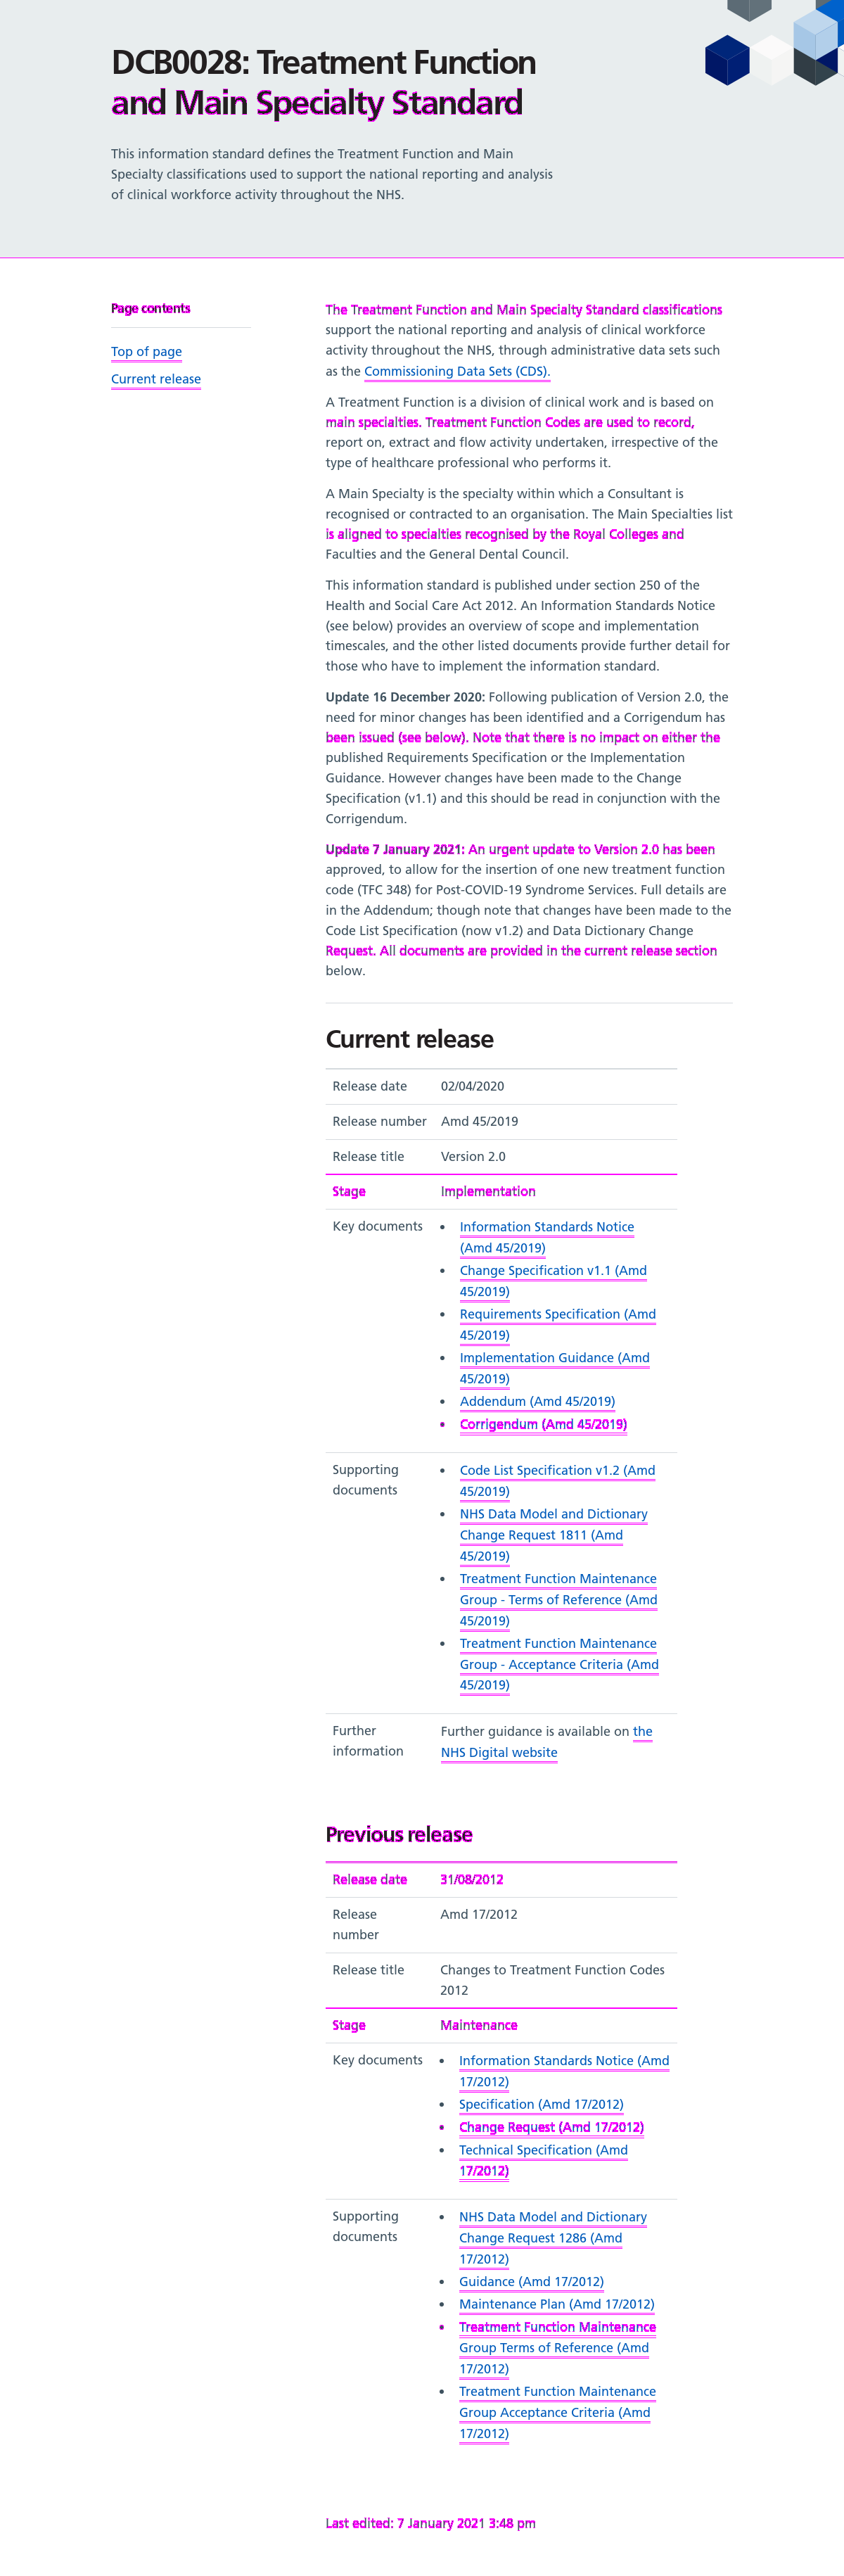 DCB0028: Treatment Function
and Main Specialty Standard
This information standard defines the Treatment Function and Main
Specialty classifications used to support the national reporting and analysis
of clinical workforce activity throughout the NHS.
Page contents
Top of page
Current release
The Treatment Function and Main Specialty Standard classifications
support the national reporting and analysis of clinical workforce
activity throughout the NHS, through administrative data sets such
as the Commissioning Data Sets (CDS).
A Treatment Function is a division of clinical work and is based on
main specialties. Treatment Function Codes are used to record,
report on, extract and flow activity undertaken, irrespective of the
type of healthcare professional who performs it.
A Main Specialty is the specialty within which a Consultant is
recognised or contracted to an organisation. The Main Specialties list
is aligned to specialties recognised by the Royal Colleges and
Faculties and the General Dental Council.
This information standard is published under section 250 of the
Health and Social Care Act 2012. An Information Standards Notice
(see below) provides an overview of scope and implementation
timescales, and the other listed documents provide further detail for
those who have to implement the information standard.
Update 16 December 2020: Following publication of Version 2.0, the
need for minor changes has been identified and a Corrigendum has
been issued (see below). Note that there is no impact on either the
published Requirements Specification or the Implementation
Guidance. However changes have been made to the Change
Specification (v1.1) and this should be read in conjunction with the
Corrigendum.
Update 7 January 2021: An urgent update to Version 2.0 has been
approved, to allow for the insertion of one new treatment function
code (TFC 348) for Post-COVID-19 Syndrome Services. Full details are
in the Addendum; though note that changes have been made to the
Code List Specification (now v1.2) and Data Dictionary Change
Request. All documents are provided in the current release section
below.
Current release
Release date 02/04/2020
Release number Amd 45/2019
Release title Version 2.0
Stage Implementation
Key documents • Information Standards Notice
(Amd 45/2019)
• Change Specification v1.1 (Amd
45/2019)
• Requirements Specification (Amd
45/2019)
• Implementation Guidance (Amd
45/2019)
• Addendum (Amd 45/2019)
• Corrigendum (Amd 45/2019)
Supporting • Code List Specification v1.2 (Amd
documents 45/2019)
• NHS Data Model and Dictionary
Change Request 1811 (Amd
45/2019)
• Treatment Function Maintenance
Group - Terms of Reference (Amd
45/2019)
• Treatment Function Maintenance
Group - Acceptance Criteria (Amd
45/2019)
Further Further guidance is available on the
information NHS Digital website
Previous release
Release date 31/08/2012
Release Amd 17/2012
number
Release title Changes to Treatment Function Codes
2012
Stage Maintenance
Key documents • Information Standards Notice (Amd
17/2012)
• Specification (Amd 17/2012)
• Change Request (Amd 17/2012)
• Technical Specification (Amd
17/2012)
Supporting • NHS Data Model and Dictionary
documents Change Request 1286 (Amd
17/2012)
• Guidance (Amd 17/2012)
• Maintenance Plan (Amd 17/2012)
• Treatment Function Maintenance
Group Terms of Reference (Amd
17/2012)
• Treatment Function Maintenance
Group Acceptance Criteria (Amd
17/2012)
Last edited: 7 January 2021 3:48 pm